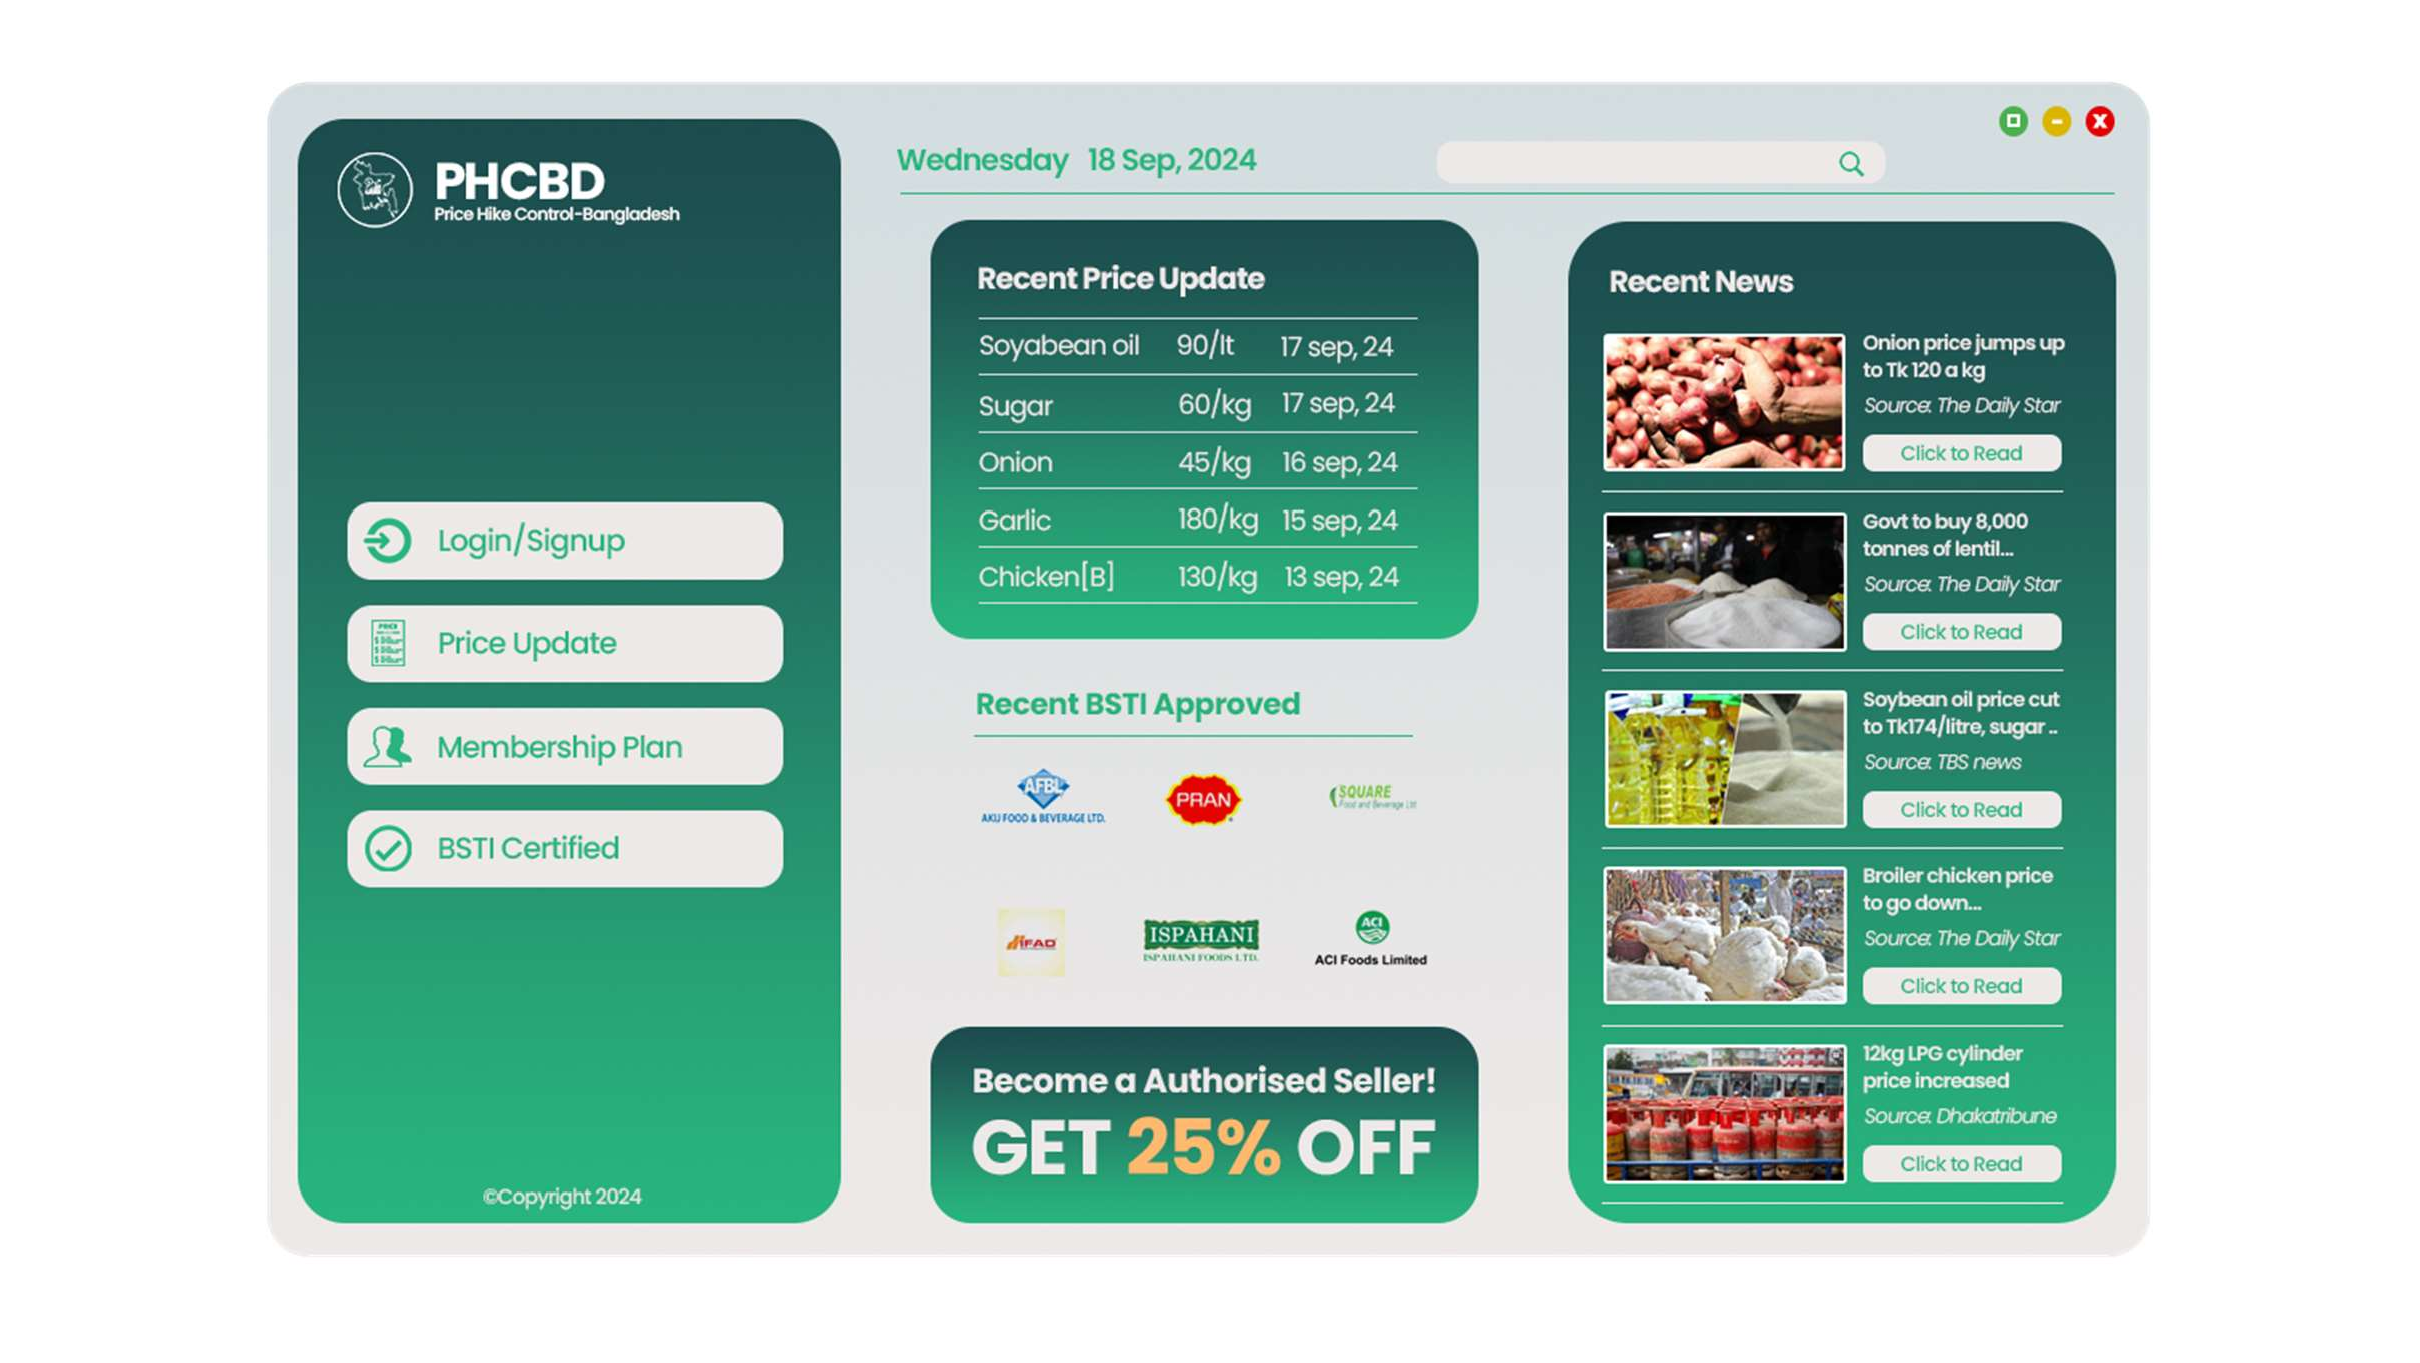 PHCBD
Price Hike Control-Bangladesh
Login/Signup
Price Update
Membership Plan
BSTI Certified
©Copyright 2024
Wednesday 18 Sep, 2024
Recent Price Update
Soyabean oil 90/lt 17 sep, 24
Sugar 60/kg 17 sep, 24
Onion 45/kg 16 sep, 24
Garlic 180/kg 15 sep, 24
Chicken[B] 130/kg 13 sep, 24
Recent BSTI Approved
AFBL
AKIJ FOOD & BEVERAGE LTD.
PRAN
SQUARE
Food and Beverage Ltd
IFAD
ISPAHANI
ISPAHANI FOODS LTD.
ACI
ACI Foods Limited
Become a Authorised Seller!
GET 25% OFF
Recent News
Onion price jumps up
to Tk 120 a kg
Source: The Daily Star
Click to Read
Govt to buy 8,000
tonnes of lentil...
Source: The Daily Star
Click to Read
Soybean oil price cut
to Tk174/litre, sugar ..
Source: TBS news
Click to Read
Broiler chicken price
to go down...
Source: The Daily Star
Click to Read
12kg LPG cylinder
price increased
Source: Dhakatribune
Click to Read